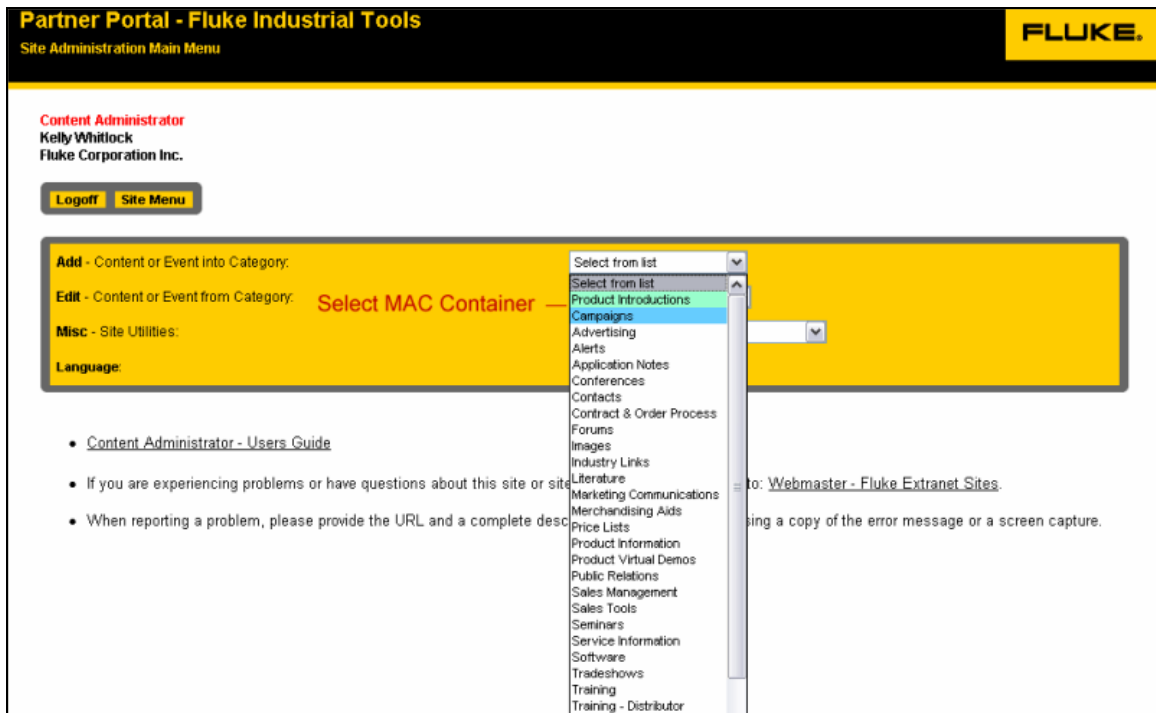 Partner Portal - Fluke Industrial Tools
Site Administration Main Menu
FLUKE®
Content Administrator
Kelly Whitlock
Fluke Corporation Inc.
Logoff Site Menu
Add - Content or Event into Category:
Select from list
Edit - Content or Event from Category:
Select MAC Container
Misc - Site Utilities:
Language:
Select from list
Product Introductions
Campaigns
Advertising
Alerts
Application Notes
Conferences
Contacts
Contract & Order Process
Forums
Images
Industry Links
Literature
Marketing Communications
Merchandising Aids
Price Lists
Product Information
Product Virtual Demos
Public Relations
Sales Management
Sales Tools
Seminars
Service Information
Software
Tradeshows
Training
Training - Distributor
• Content Administrator - Users Guide
• If you are experiencing problems or have questions about this site or site to: Webmaster - Fluke Extranet Sites.
• When reporting a problem, please provide the URL and a complete desc sing a copy of the error message or a screen capture.